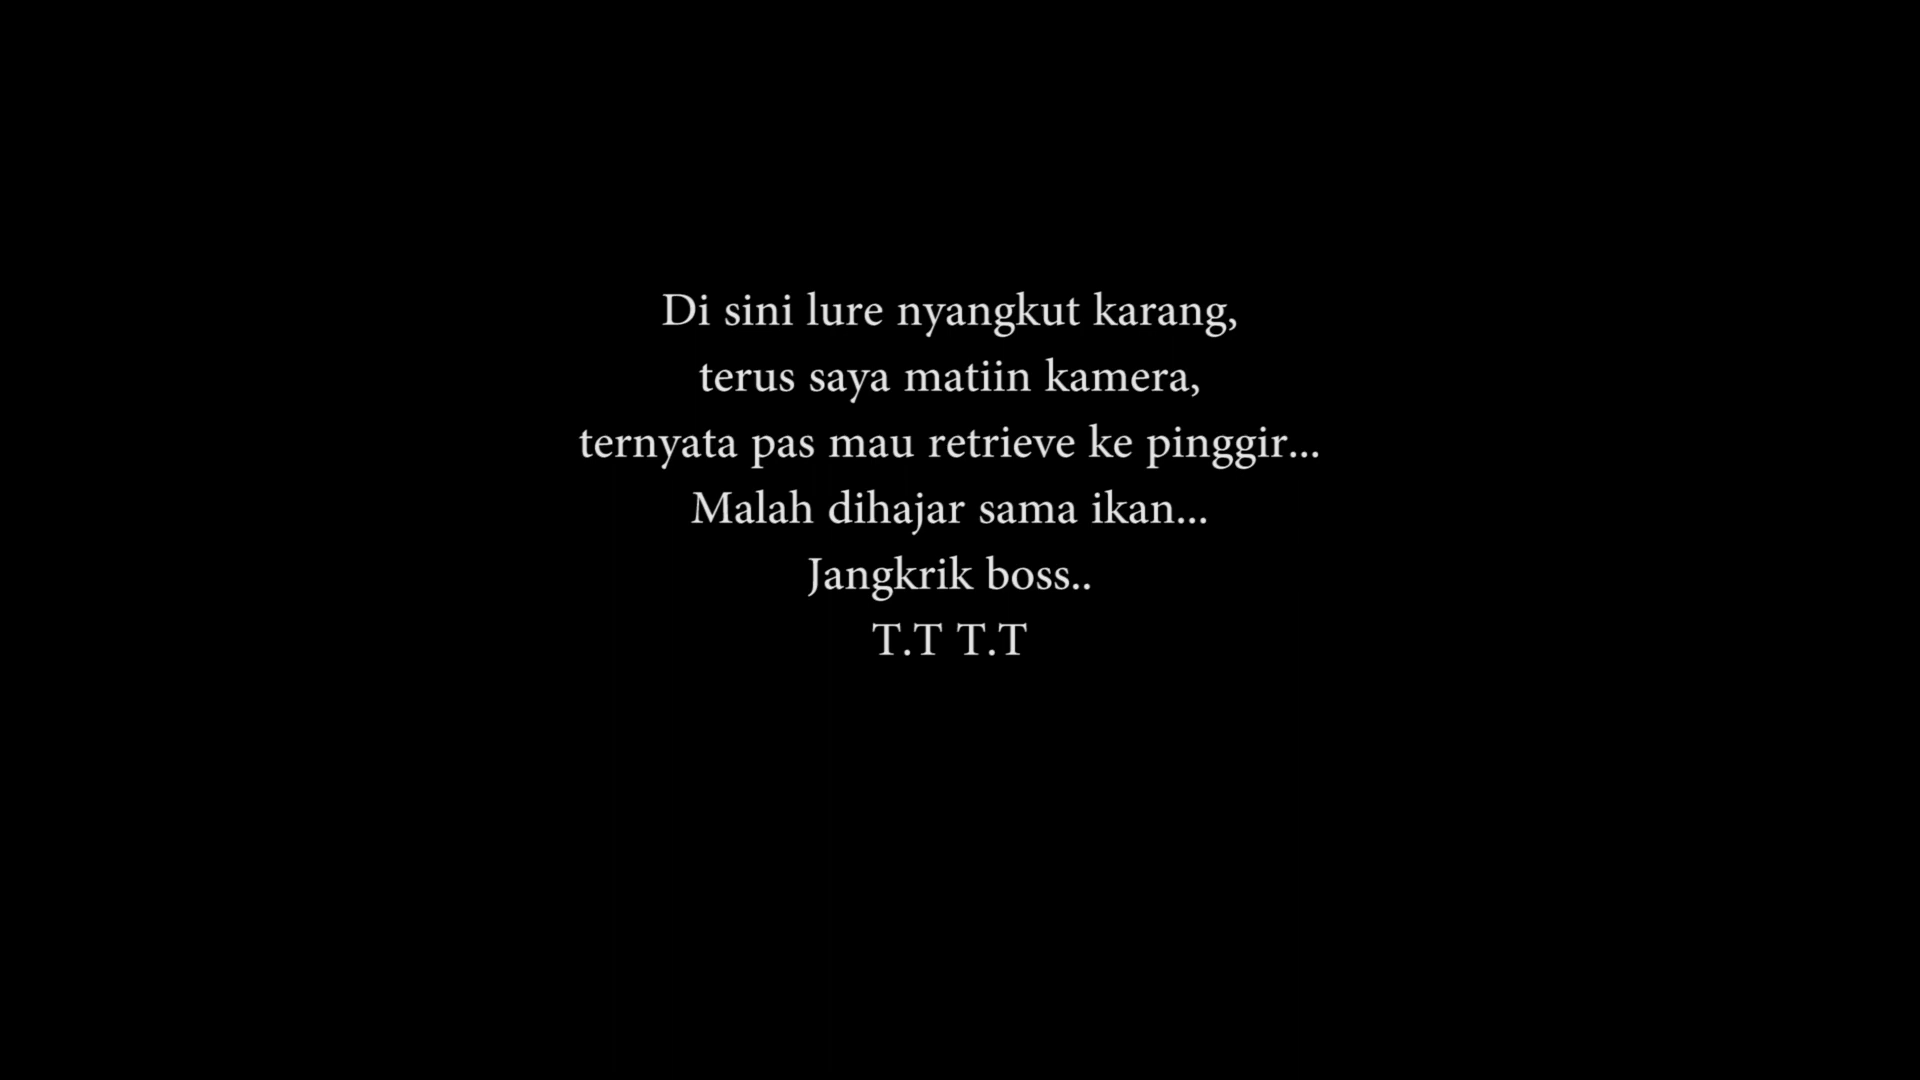 Di sini lure nyangkut karang,
terus saya matiin kamera,
ternyata pas mau retrieve ke pinggir...
Malah dihajar sama ikan...
Jangkrik boss..
T.T T.T